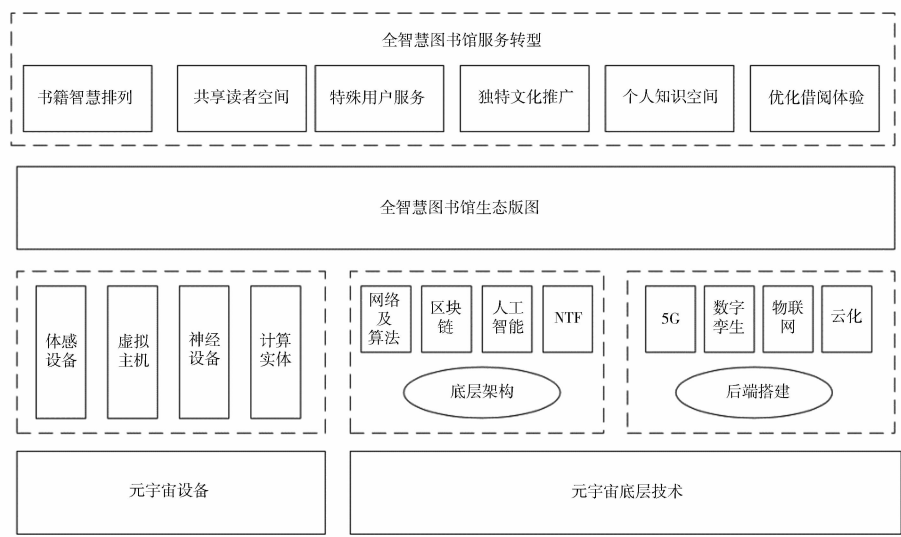 全智慧图书馆服务转型
书籍智慧排列
共享读者空间
特殊用户服务
独特文化推广
个人知识空间
优化借阅体验
全智慧图书馆生态版图
体感
设备
虚拟
主机
神经
设备
计算
实体
网络
及
算法
区块
链
人工
智能
NTF
底层架构
5G
数字
孪生
物联
网
云化
后端搭建
元宇宙设备
元宇宙底层技术